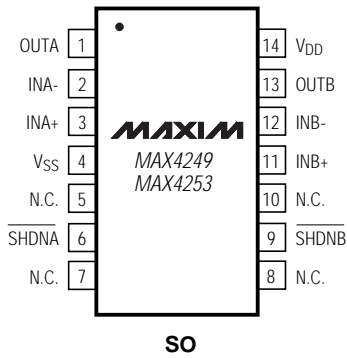 OUTA 1 14 VDD
INA- 2 13 OUTB
INA+ 3 MAXIM 12 INB-
VSS 4 MAX4249 11 INB+
N.C. 5 MAX4253 10 N.C.
SHDNA 6 9 SHDNB
N.C. 7 8 N.C.
SO